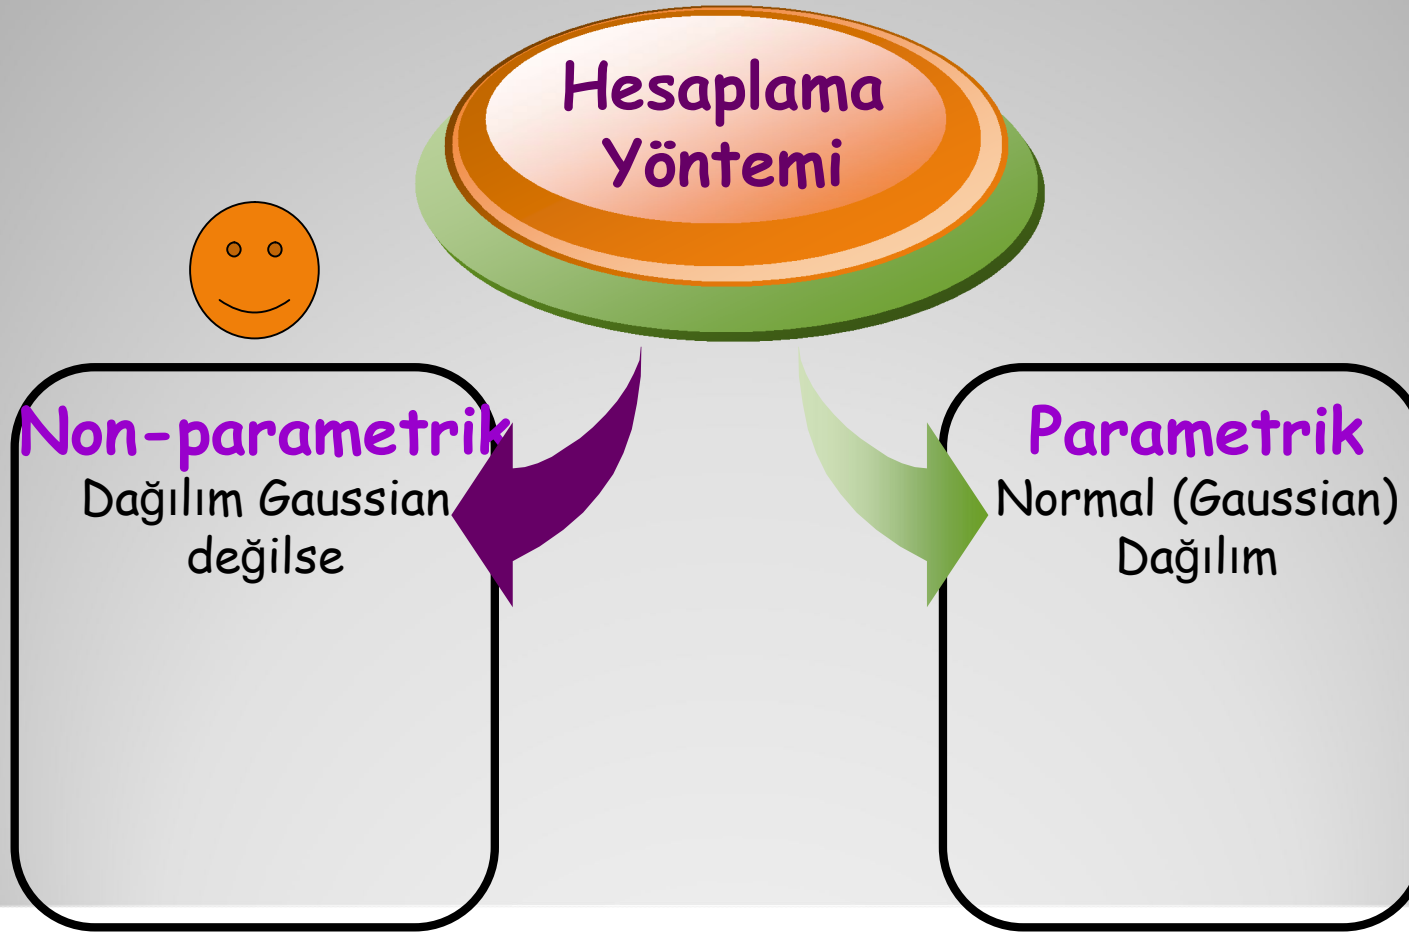 Hesaplama
Yöntemi
Non-parametrik
Dağılım Gaussian
değilse
Parametrik
Normal (Gaussian)
Dağılım